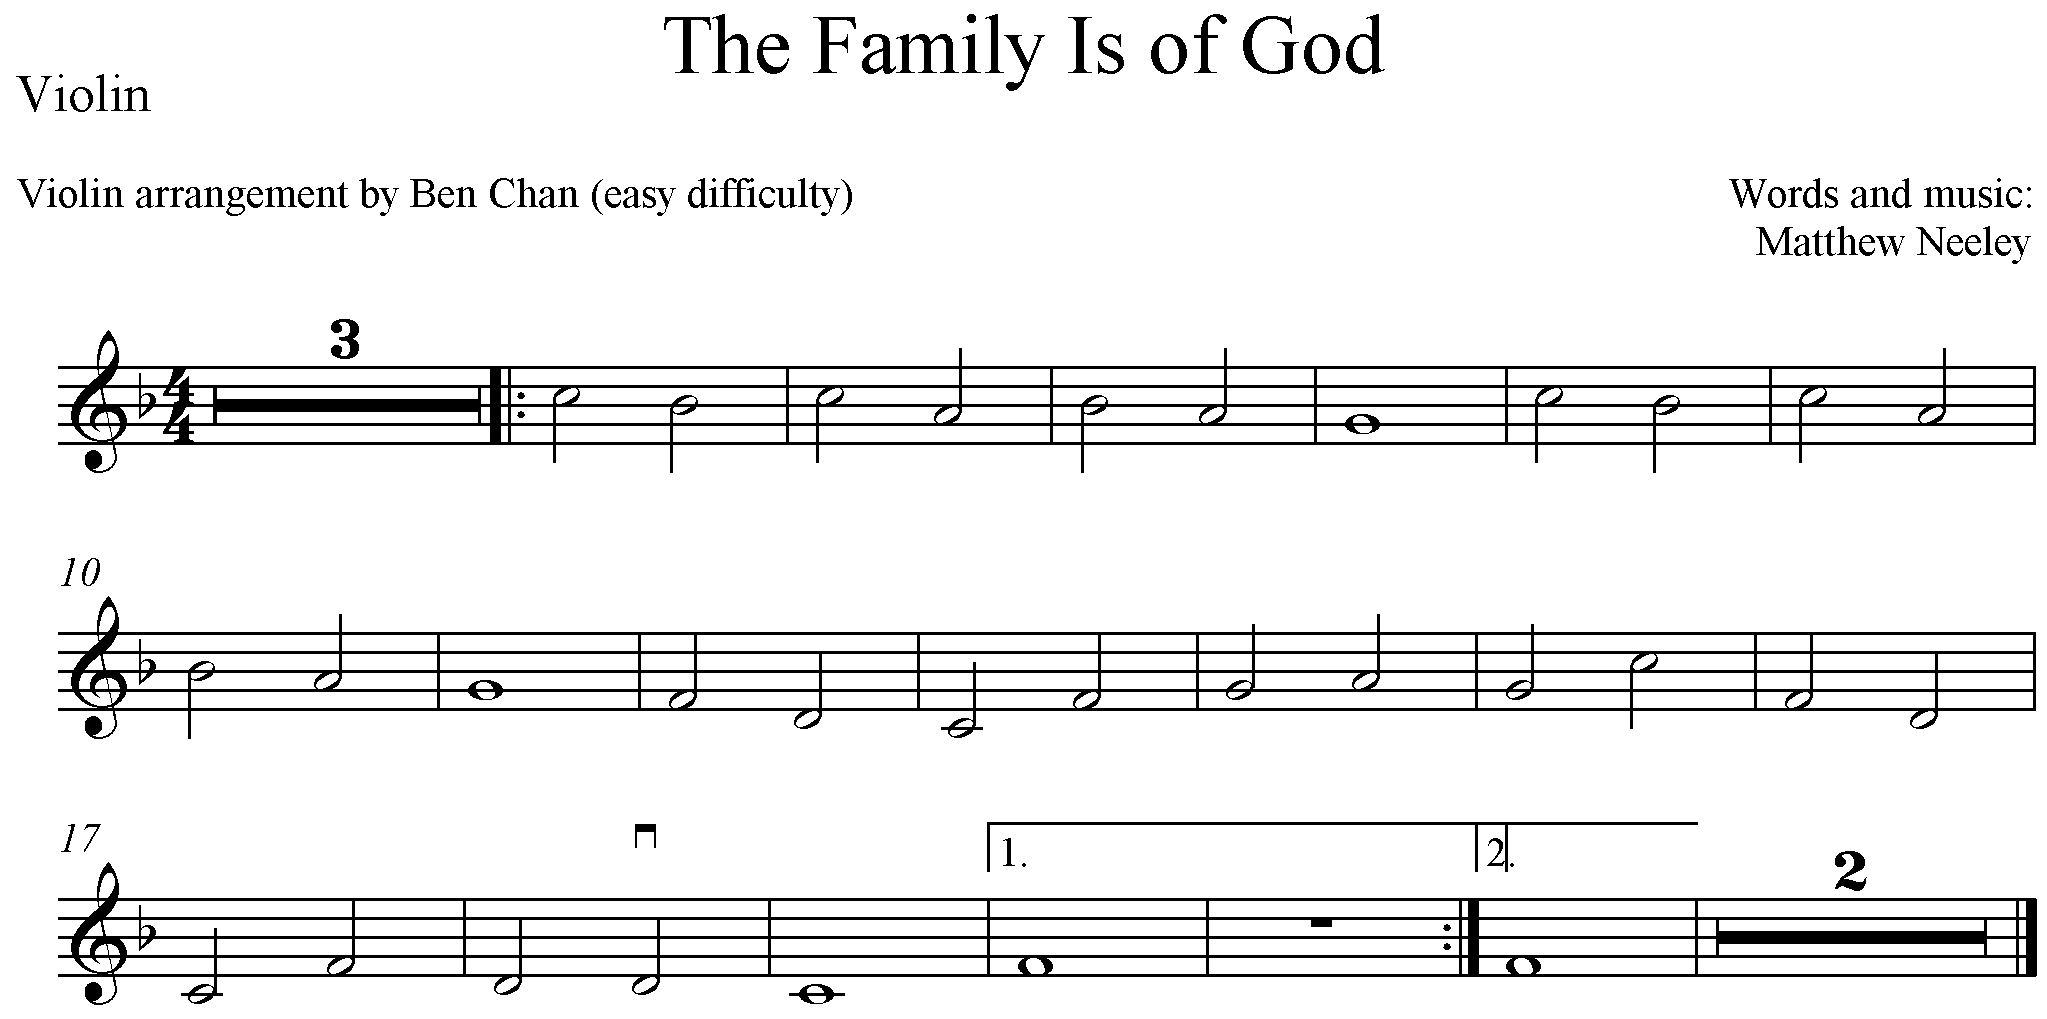 The Family Is of God
Violin
Violin arrangement by Ben Chan (easy difficulty)
Words and music:
Matthew Neeley
3
4
4
10
17
1.
2.
2